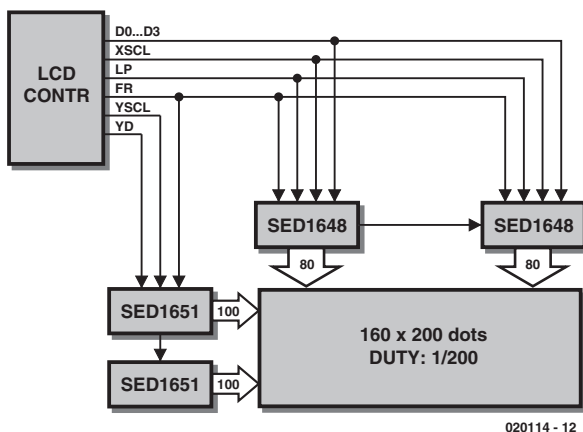 LCD
CONTR
D0...D3
XSCL
LP
FR
YSCL
YD
SED1648
SED1648
80
80
SED1651
100
160 x 200 dots
DUTY: 1/200
SED1651
100
020114 - 12